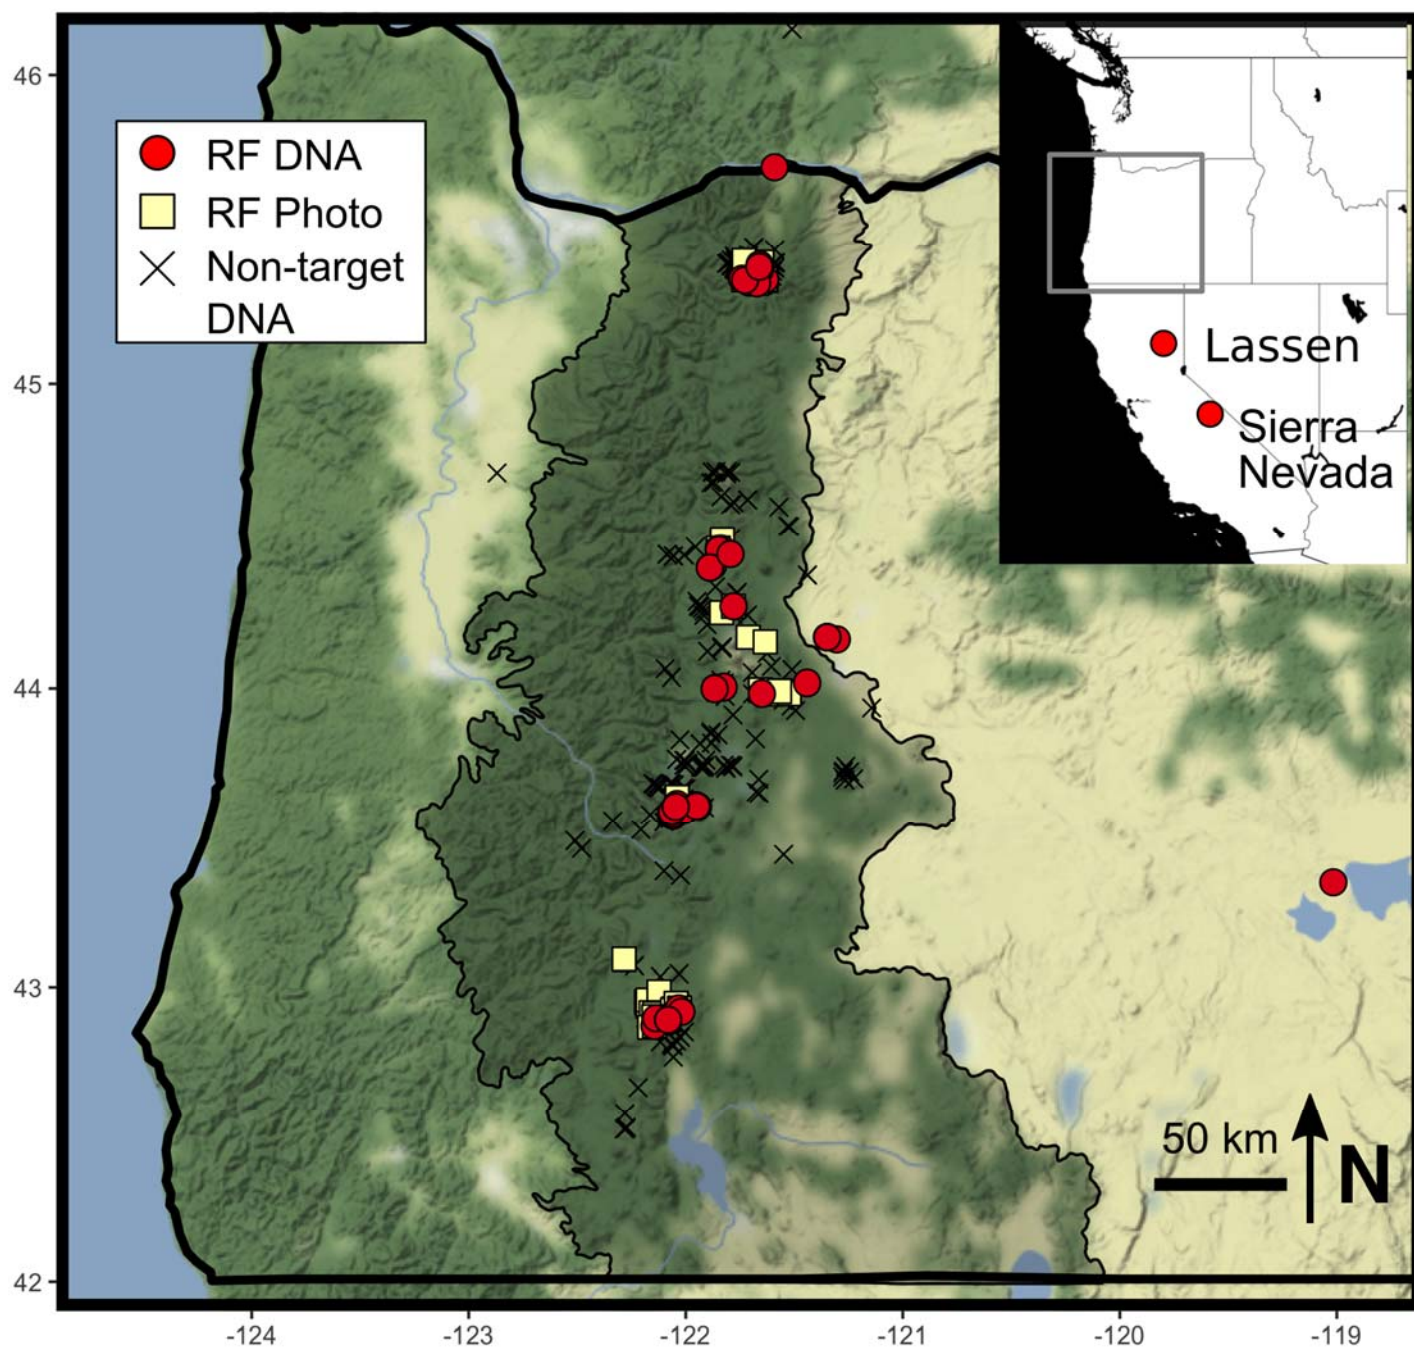 46
45
44
43
42
RF DNA
RF Photo
Non-target
DNA
Lassen
Sierra
Nevada
50 km
N
-124
-123
-122
-121
-120
-119